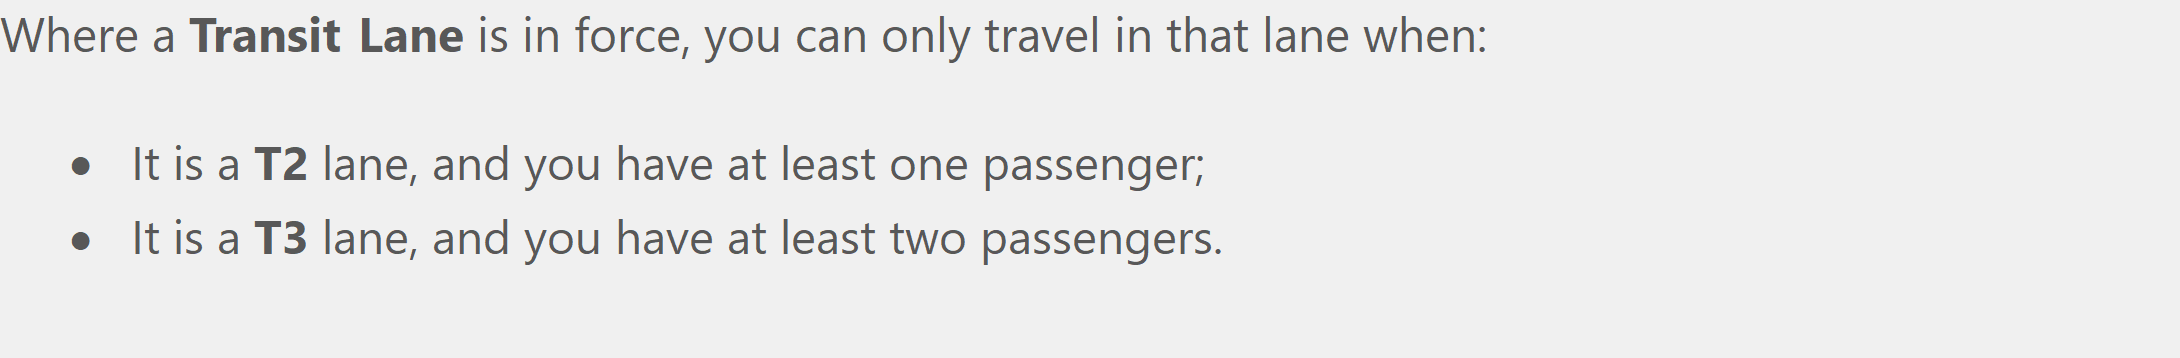 Where a Transit Lane is in force, you can only travel in that lane when:
• It is a T2 lane, and you have at least one passenger;
• It is a T3 lane, and you have at least two passengers.